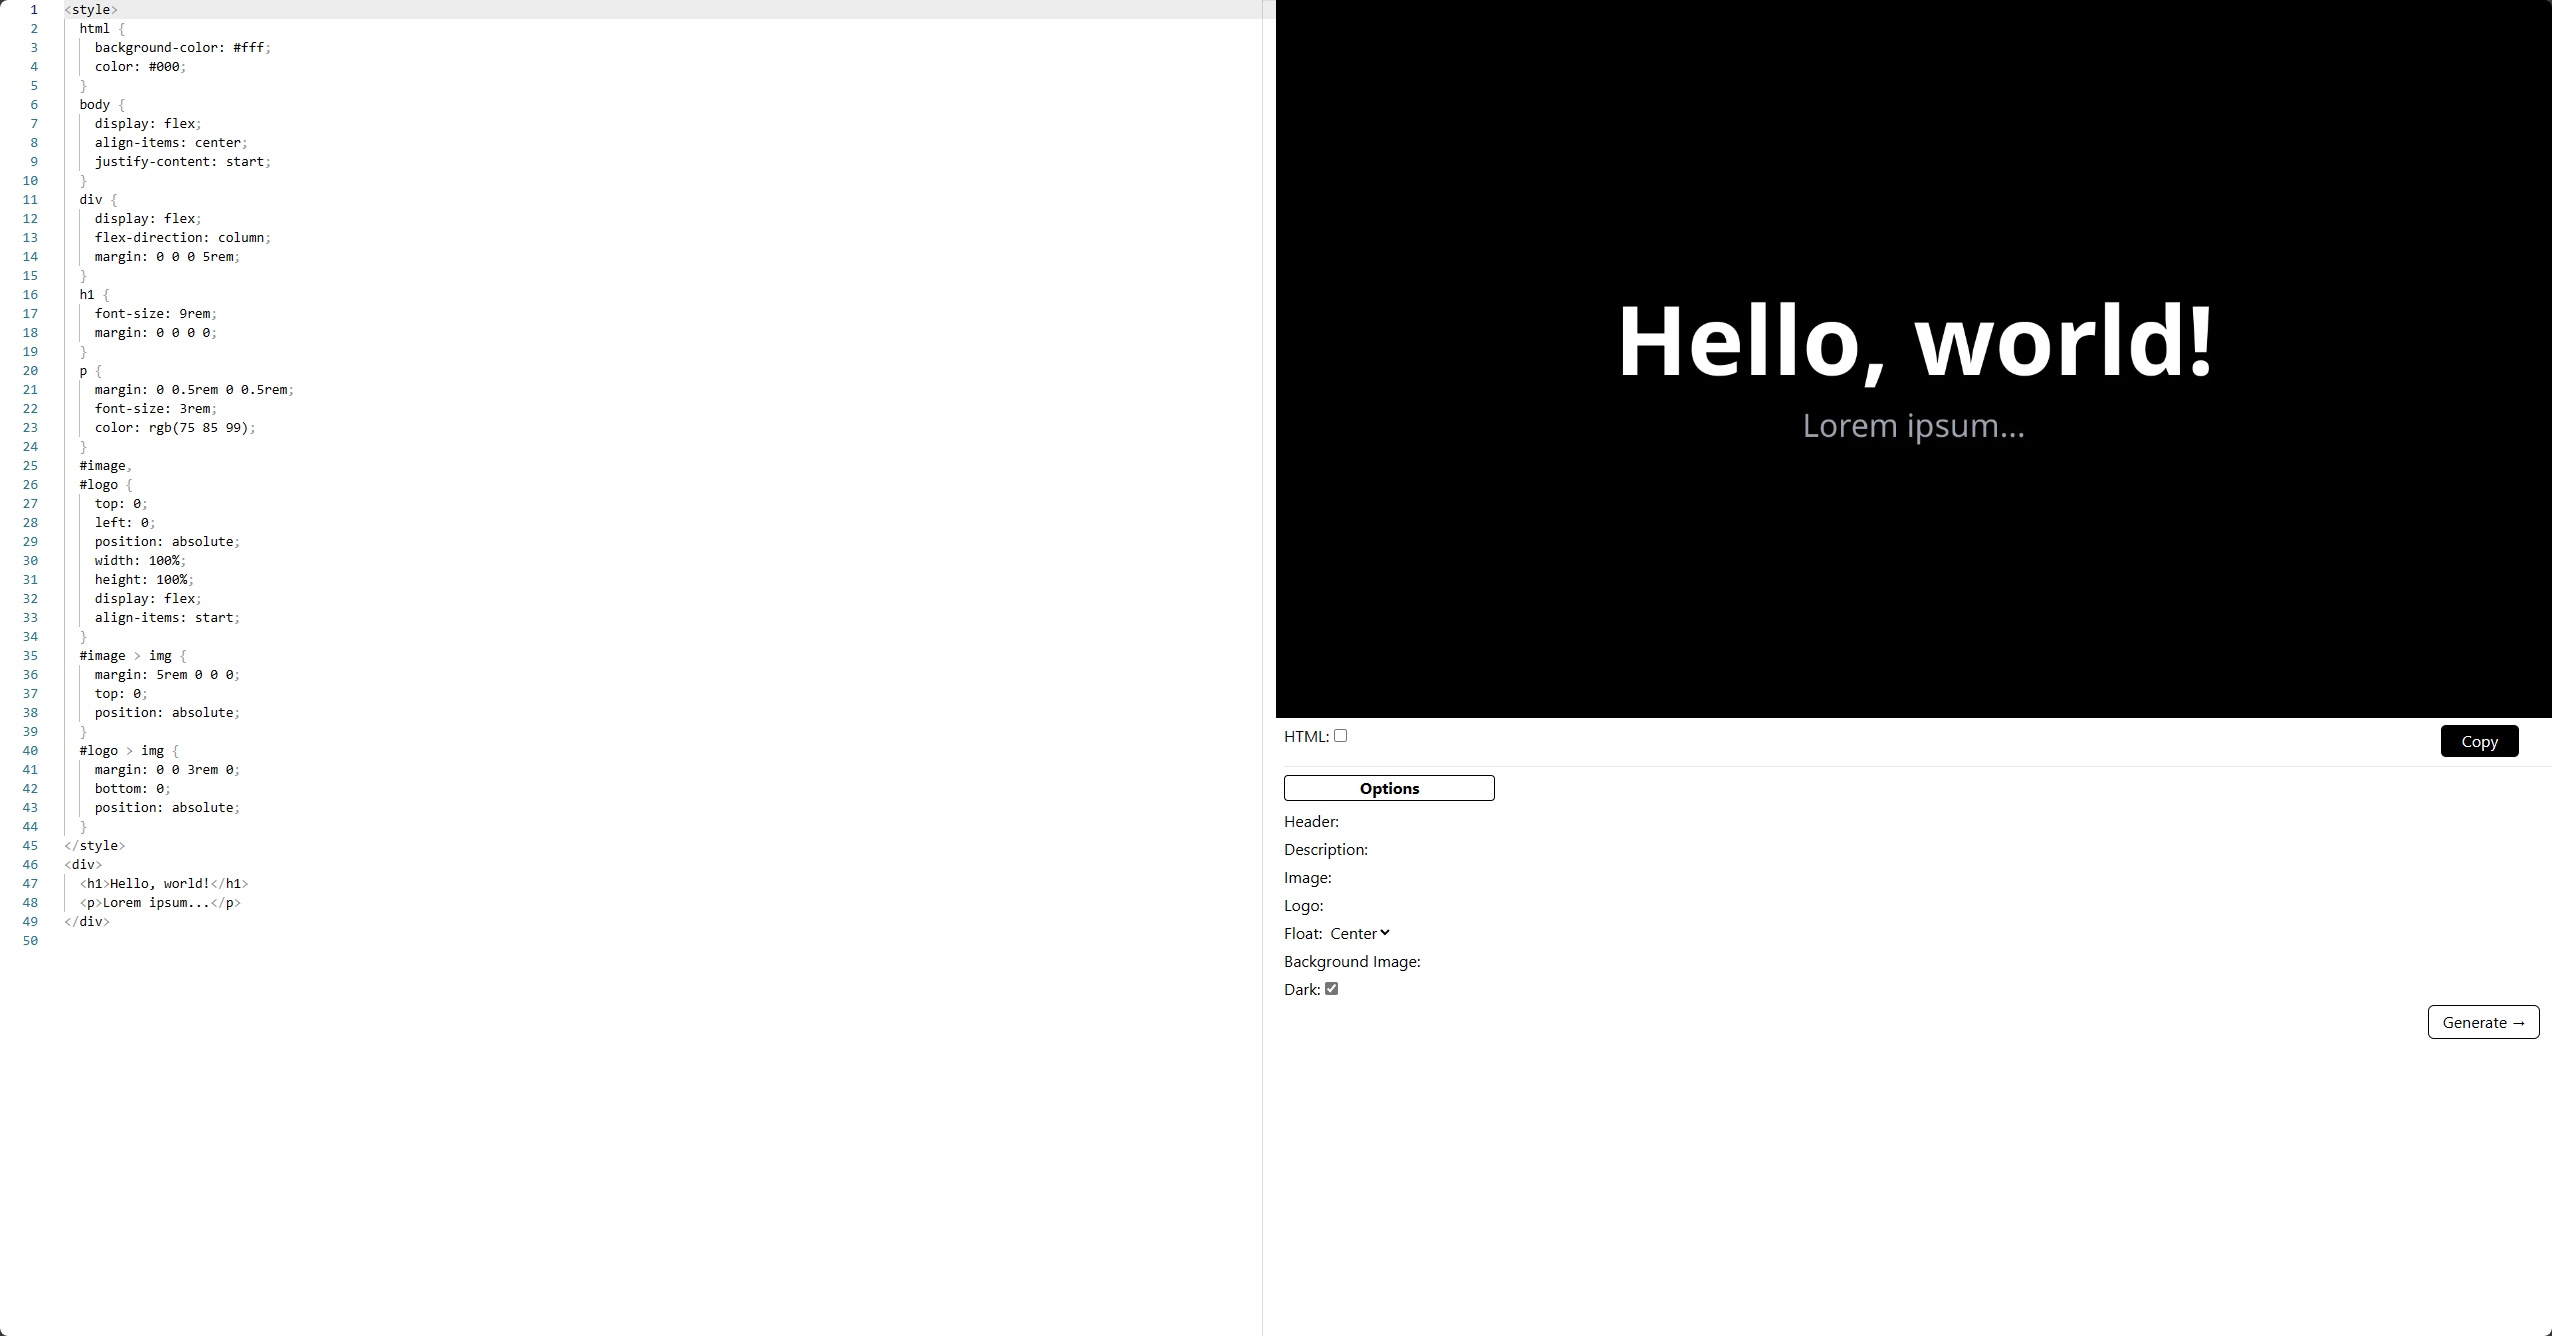 1 <style>
2 html {
3 background-color: #fff;
4 color: #000;
5 }
6 body {
7 display: flex;
8 align-items: center;
9 justify-content: start;
10 }
11 div {
12 display: flex;
13 flex-direction: column;
14 margin: 0 0 0 5rem;
15 }
16 h1 {
17 font-size: 9rem;
18 margin: 0 0 0 0;
19 }
20 p {
21 margin: 0 0.5rem 0 0.5rem;
22 font-size: 3rem;
23 color: rgb(75 85 99);
24 }
25 #image,
26 #logo {
27 top: 0;
28 left: 0;
29 position: absolute;
30 width: 100%;
31 height: 100%;
32 display: flex;
33 align-items: start;
34 }
35 #image > img {
36 margin: 5rem 0 0 0;
37 top: 0;
38 position: absolute;
39 }
40 #logo > img {
41 margin: 0 0 3rem 0;
42 bottom: 0;
43 position: absolute;
44 }
45 </style>
46 <div>
47 <h1>Hello, world!</h1>
48 <p>Lorem ipsum...</p>
49 </div>
50
Hello, world!
Lorem ipsum...
HTML:
Copy
Options
Header:
Description:
Image:
Logo:
Float: Center
Background Image:
Dark:
Generate →